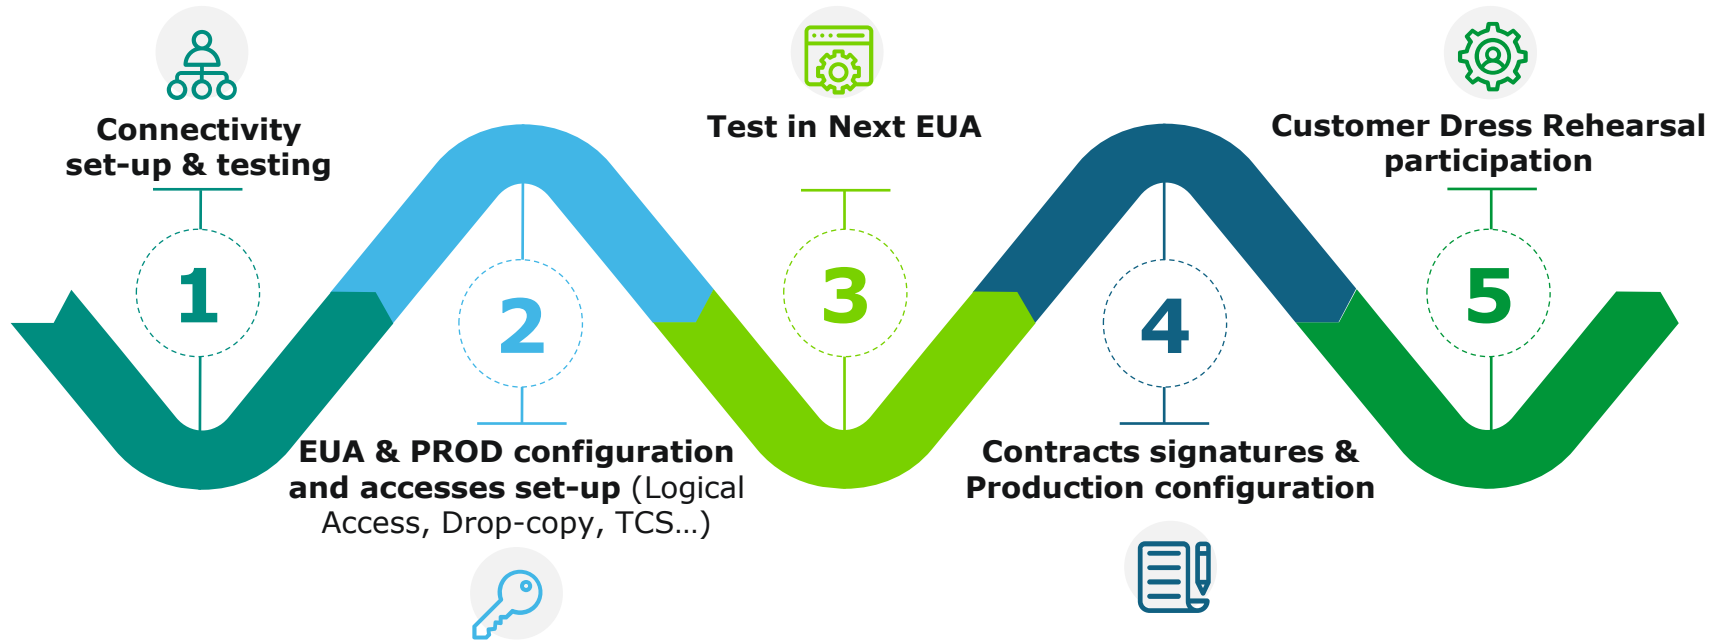 Connectivity
set-up & testing
1
2
EUA & PROD configuration
and accesses set-up (Logical
Access, Drop-copy, TCS…)
Test in Next EUA
3
4
Contracts signatures &
Production configuration
Customer Dress Rehearsal
participation
5